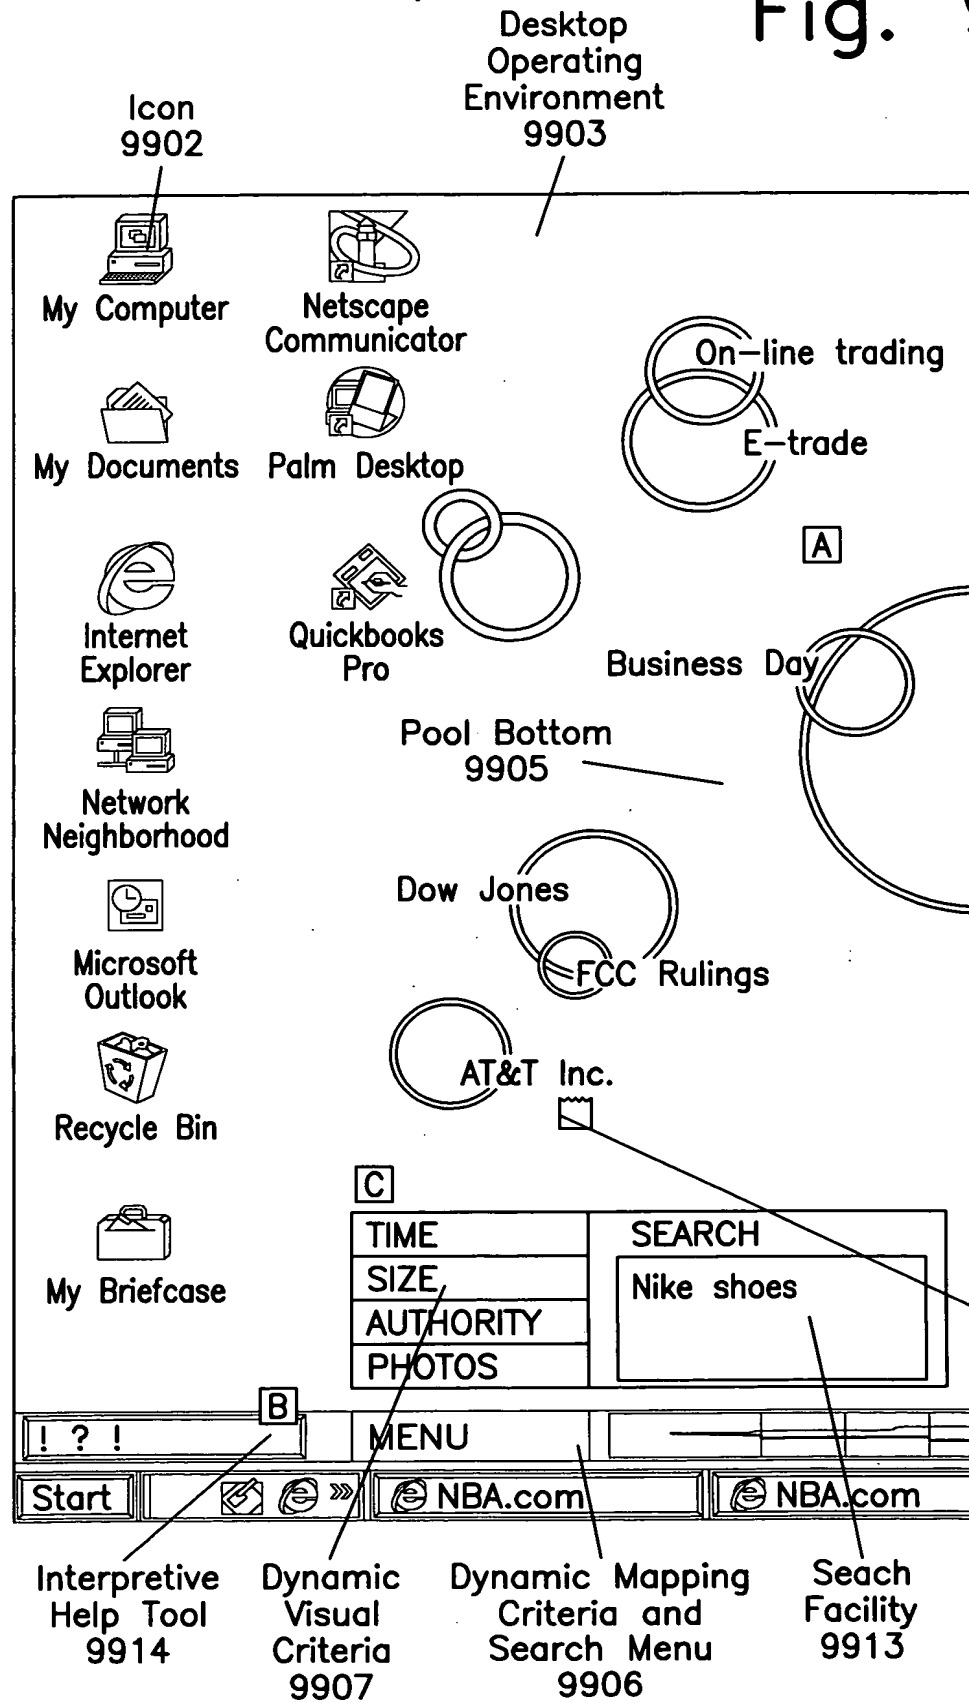 Fig.
Desktop
Operating
Environment
9903
Icon
9902
My Computer
Netscape
Communicator
On-line trading
My Documents
Palm Desktop
E-trade
A
Internet
Explorer
Quickbooks
Pro
Business Day
Pool Bottom
9905
Network
Neighborhood
Dow Jones
Microsoft
Outlook
FCC Rulings
AT&T Inc.
Recycle Bin
C
TIME
SIZE
AUTHORITY
PHOTOS
SEARCH
Nike shoes
My Briefcase
B
! ? !
MENU
Start
NBA.com
NBA.com
Interpretive
Help Tool
9914
Dynamic
Visual
Criteria
9907
Dynamic Mapping
Criteria and
Search Menu
9906
Seach
Facility
9913